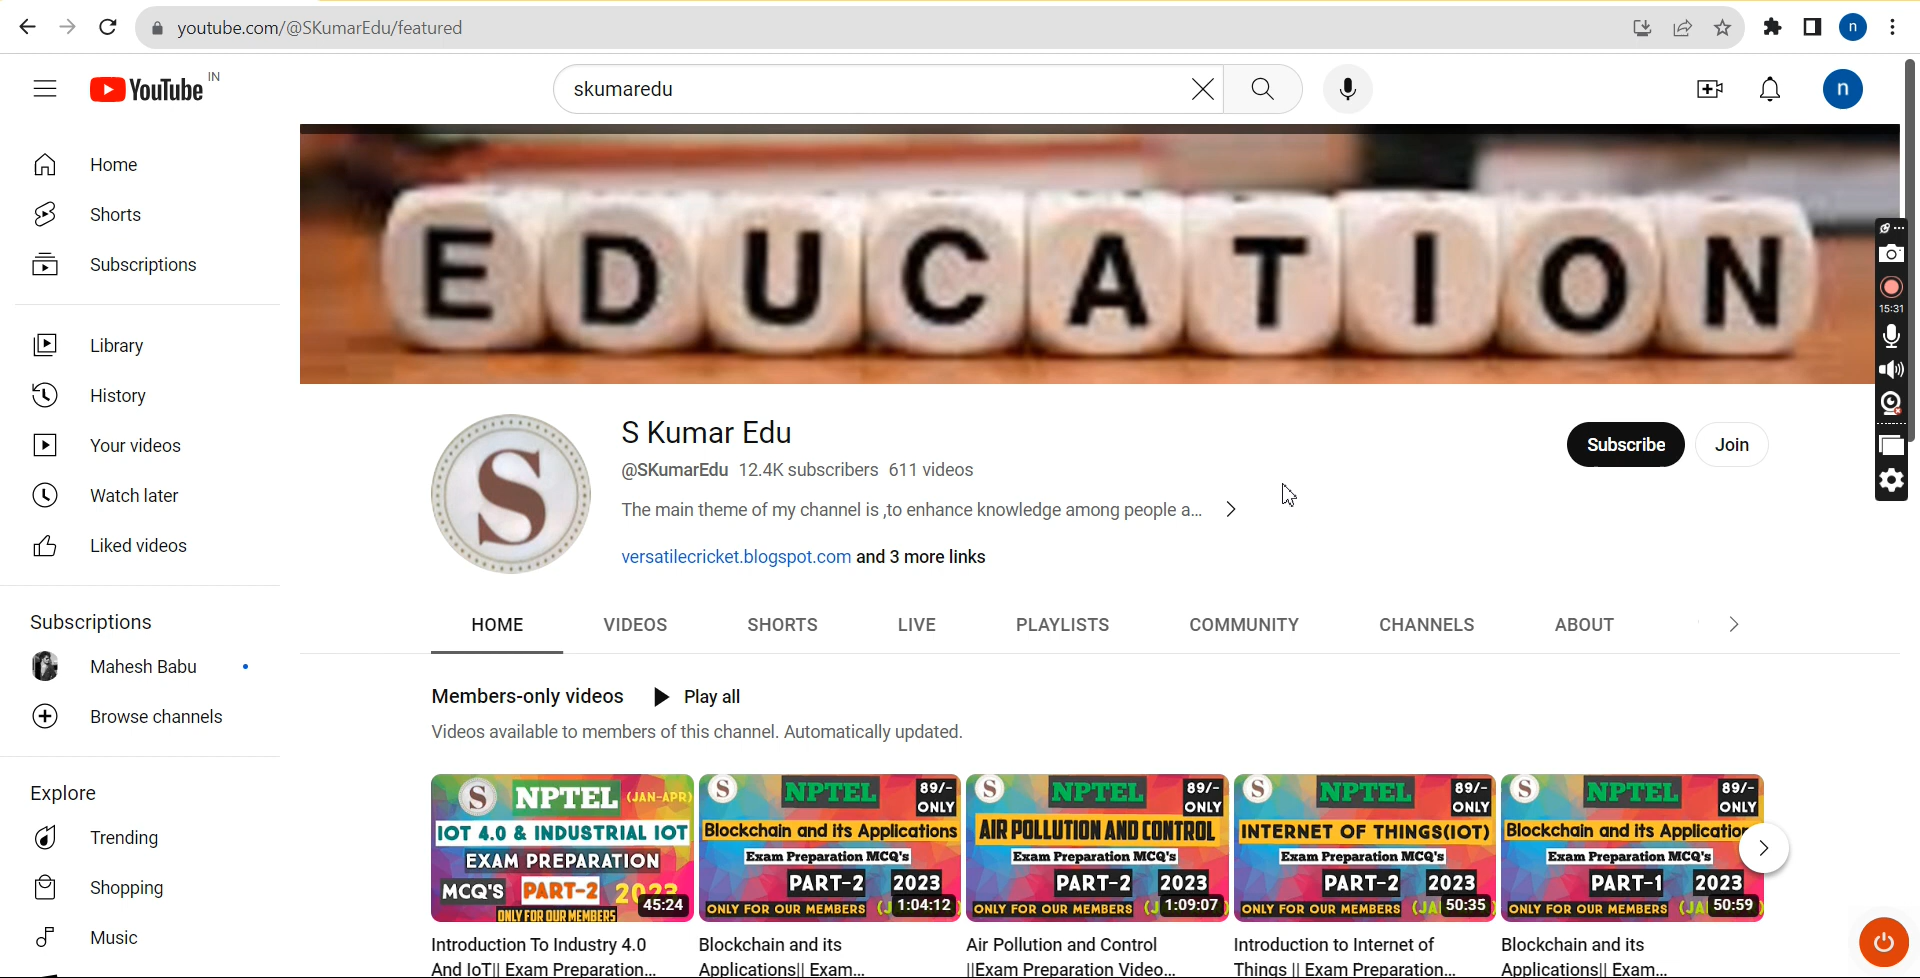 youtube.com/@SKumarEdu/featured
n
YouTube IN
skumaredu
n
Home
Shorts
Subscriptions
Library
History
Your videos
Watch later
Liked videos
Subscriptions
Mahesh Babu
Browse channels
Explore
Trending
Shopping
Music
EDUCATION
15:31
S
S Kumar Edu
@SKumarEdu 12.4K subscribers 611 videos
The main theme of my channel is ,to enhance knowledge among people a...
versatilecricket.blogspot.com and 3 more links
Subscribe
Join
HOME VIDEOS SHORTS LIVE PLAYLISTS COMMUNITY CHANNELS ABOUT
Members-only videos Play all
Videos available to members of this channel. Automatically updated.
S NPTEL (JAN-APR)
IOT 4.0 & INDUSTRIAL IOT
EXAM PREPARATION
MCQ'S PART-2 2023
ONLY FOR OUR MEMBERS
45:24
Introduction To Industry 4.0
And IoT|| Exam Preparation...
S NPTEL 89/-
ONLY
Blockchain and its Applications
Exam Preparation MCQ's
PART-2 2023
ONLY FOR OUR MEMBERS
1:04:12
Blockchain and its
Applications|| Exam...
S NPTEL 89/-
ONLY
AIR POLLUTION AND CONTROL
Exam Preparation MCQ's
PART-2 2023
ONLY FOR OUR MEMBERS
1:09:07
Air Pollution and Control
||Exam Preparation Video...
S NPTEL 89/-
ONLY
INTERNET OF THINGS(IOT)
Exam Preparation MCQ's
PART-2 2023
ONLY FOR OUR MEMBERS
50:35
Introduction to Internet of
Things || Exam Preparation...
S NPTEL 89/-
ONLY
Blockchain and its Application
Exam Preparation MCQ's
PART-1 2023
ONLY FOR OUR MEMBERS
50:59
Blockchain and its
Applications|| Exam...